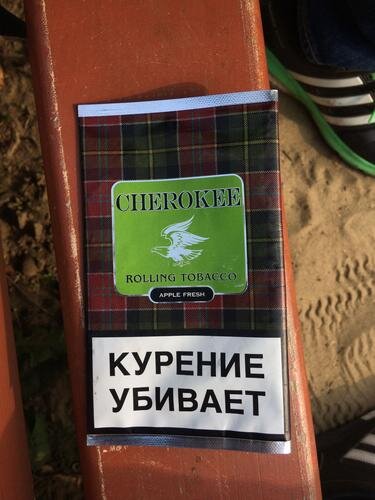 CHEROKEE
ROLLING TOBACCO
APPLE FRESH
КУРЕНИЕ
УБИВАЕТ